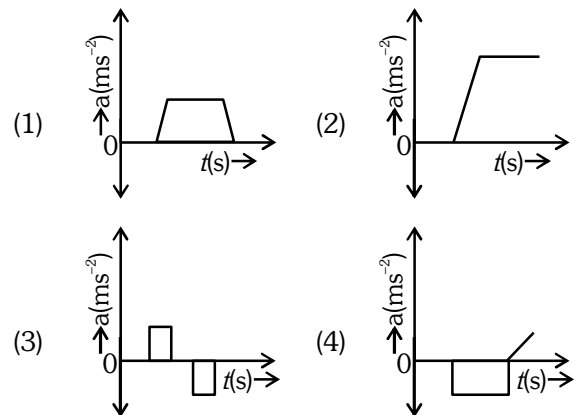 (1)
a(ms⁻²)
0
t(s)
(2)
a(ms⁻²)
0
t(s)
(3)
a(ms⁻²)
0
t(s)
(4)
a(ms⁻²)
0
t(s)